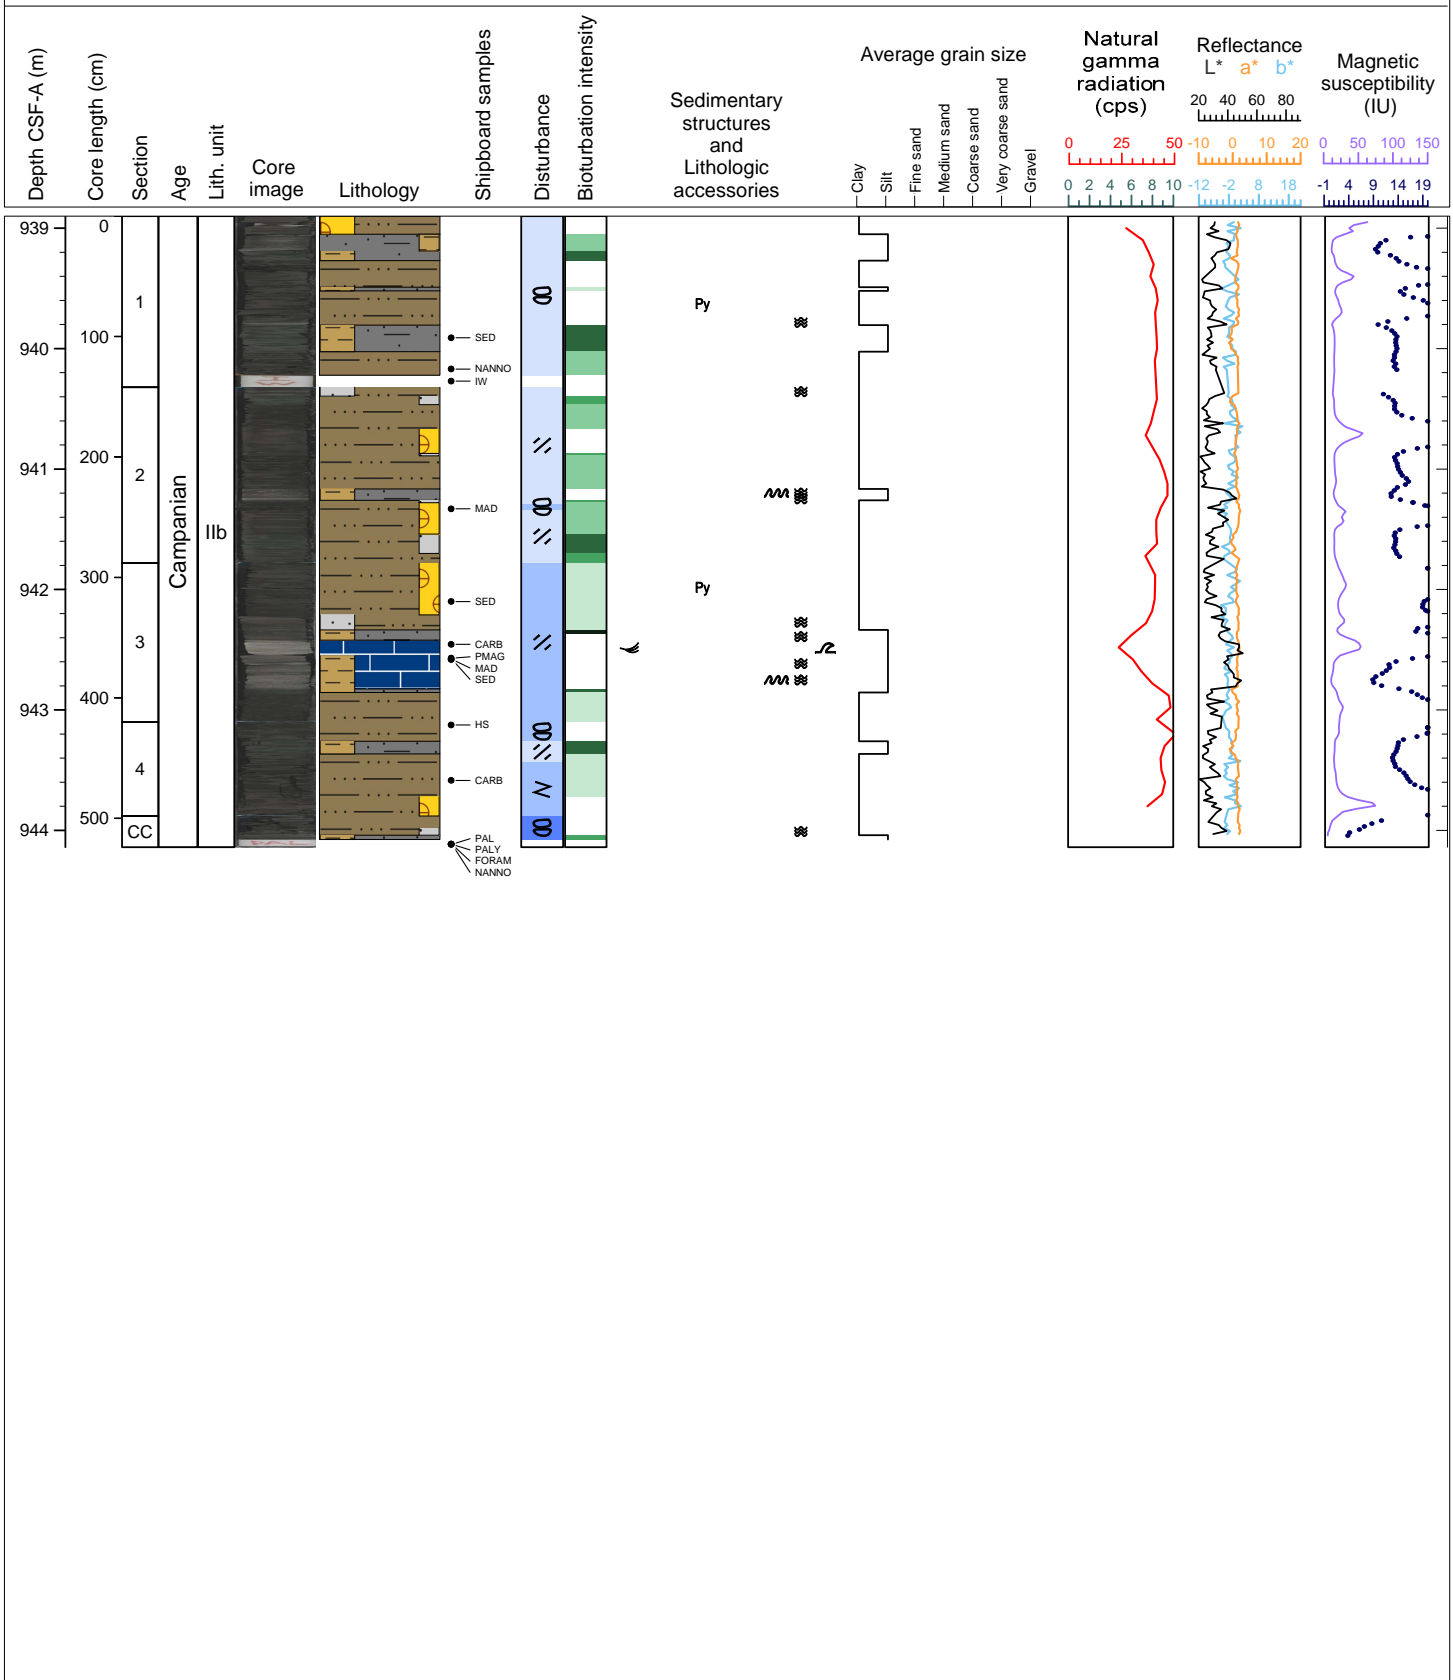 Depth CSF-A (m)
Core length (cm)
Section
Age
Lith. unit
Core
image
Lithology
Shipboard samples
Disturbance
Bioturbation intensity
Sedimentary
structures
and
Lithologic
accessories
Average grain size
Clay
Silt
Fine sand
Medium sand
Coarse sand
Very coarse sand
Gravel
Natural
gamma
radiation
(cps)
0 25 50
0 2 4 6 8 10
Reflectance
L* a* b*
20 40 60 80
-10 0 10 20
-12 -2 8 18
Magnetic
susceptibility
(IU)
0 50 100 150
-1 4 9 14 19
939
940
941
942
943
944
0
100
200
300
400
500
1
2
3
4
CC
Campanian
IIb
SED
NANNO
IW
MAD
SED
CARB
PMAG
MAD
SED
HS
CARB
PAL
PALY
FORAM
NANNO
Py
Py
PAL